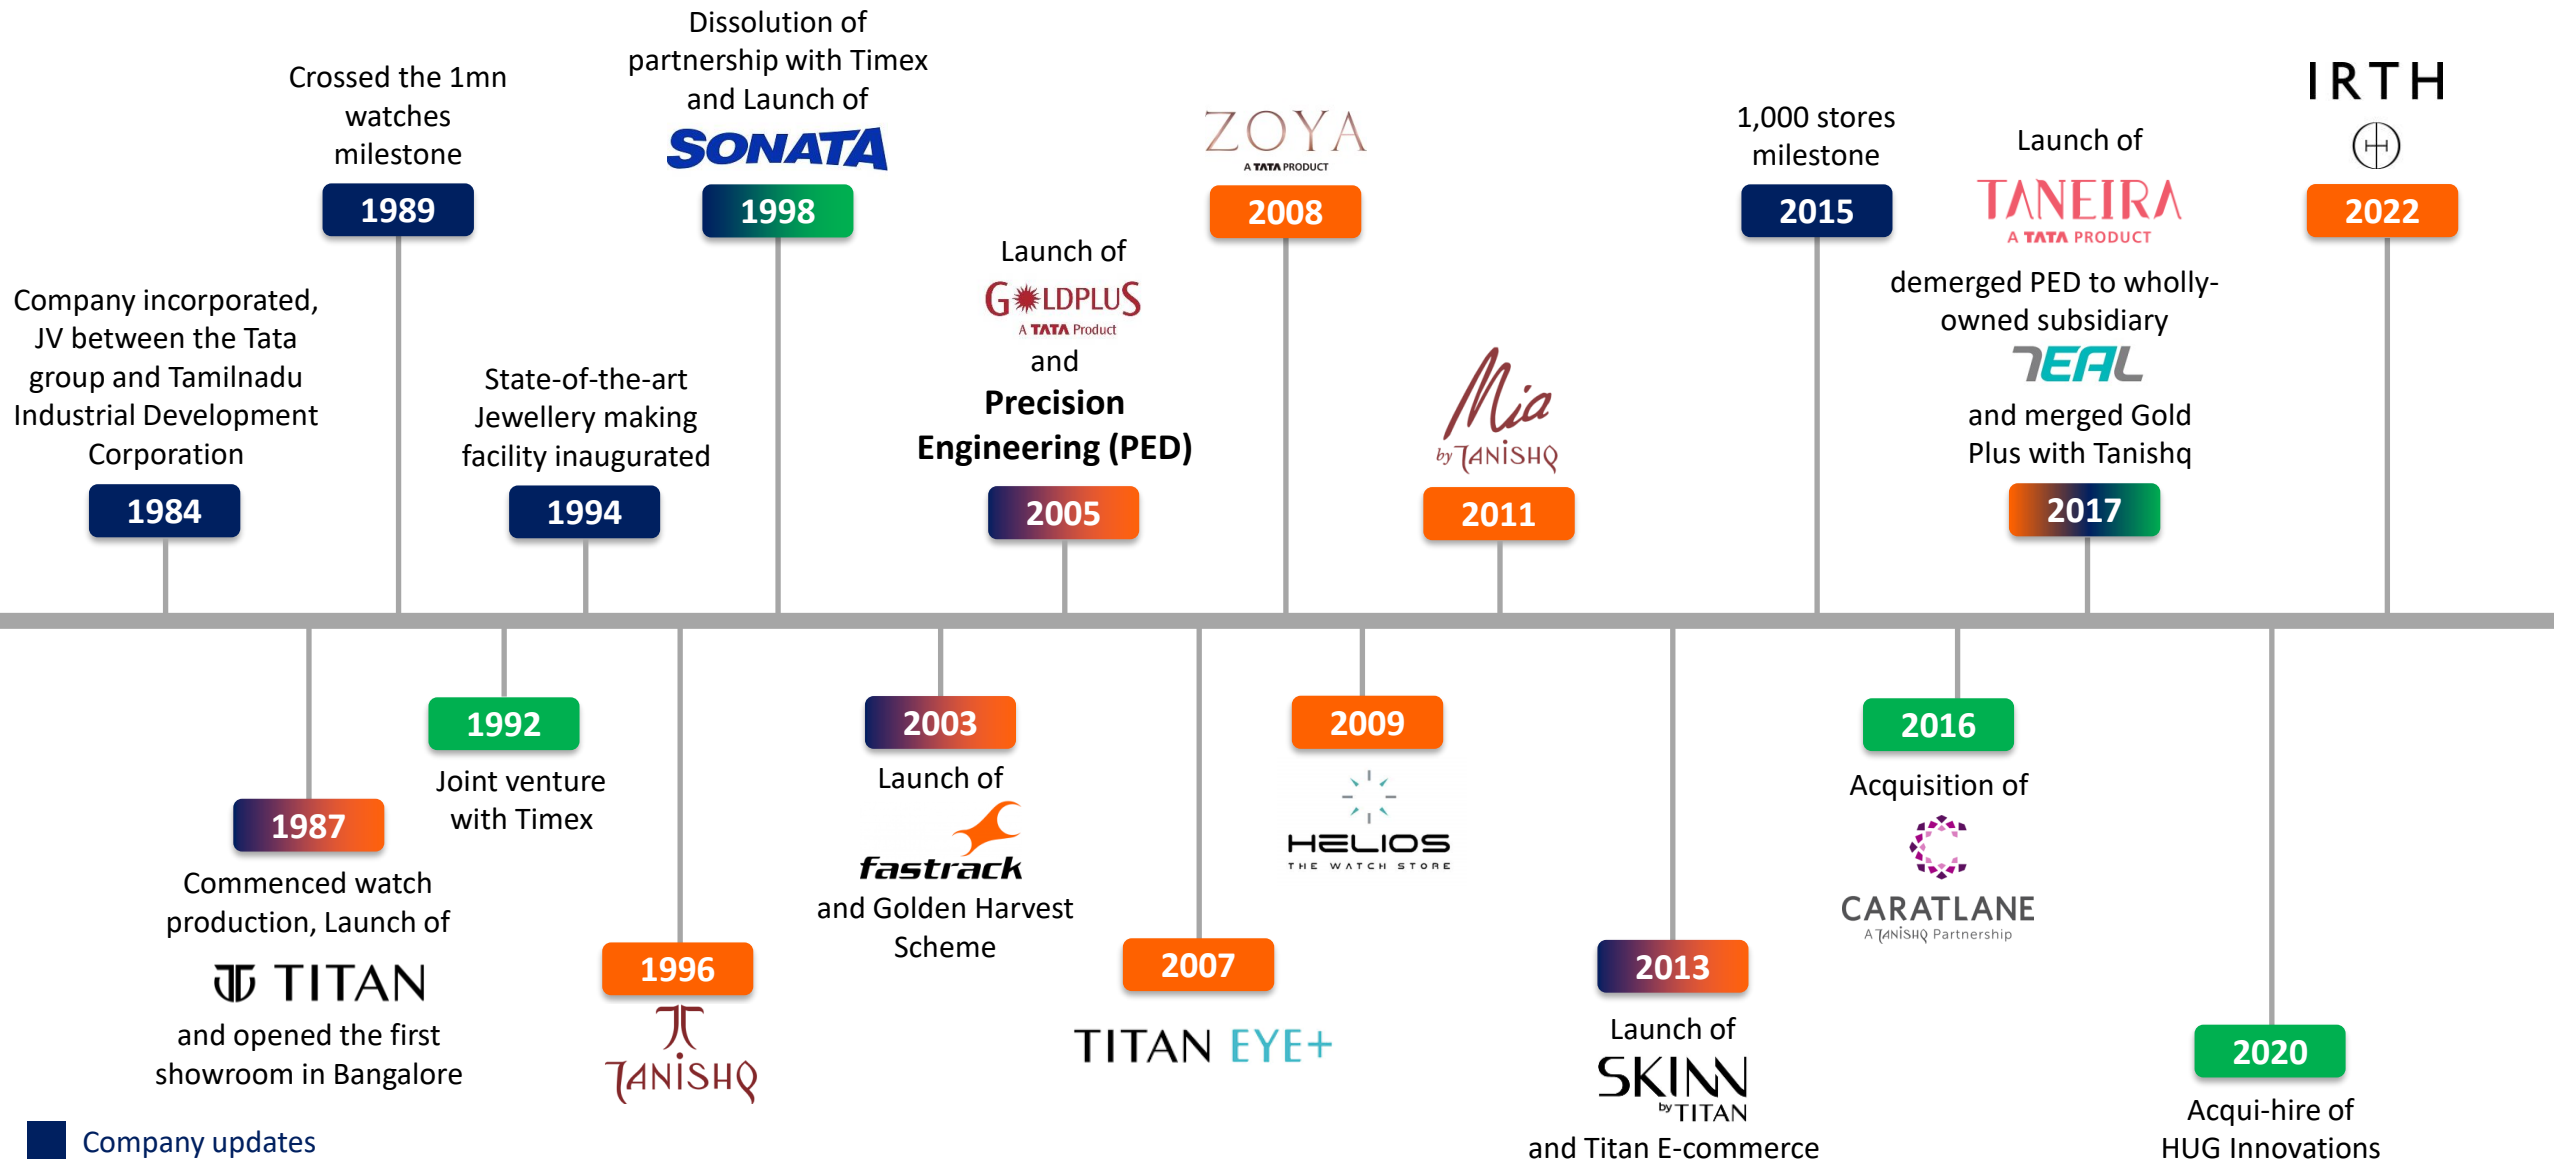 Company incorporated,
JV between the Tata
group and Tamilnadu
Industrial Development
Corporation
1984
Commenced watch
production, Launch of
TITAN
and opened the first
showroom in Bangalore
1987
Crossed the 1mn
watches
milestone
1989
1992
Joint venture
with Timex
State-of-the-art
Jewellery making
facility inaugurated
1994
1996
TANISHQ
Dissolution of
partnership with Timex
and Launch of
SONATA
1998
2003
Launch of
fastrack
and Golden Harvest
Scheme
Launch of
GOLDPLUS
A TATA Product
and
Precision
Engineering (PED)
2005
2007
TITAN EYE+
ZOYA
A TATA PRODUCT
2008
2009
HELIOS
THE WATCH STORE
Mia
by TANISHQ
2011
2013
Launch of
SKINN
by TITAN
and Titan E-commerce
1,000 stores
milestone
2015
2016
Acquisition of
CARATLANE
A TANISHQ Partnership
Launch of
TANEIRA
A TATA PRODUCT
demerged PED to wholly-
owned subsidiary
TEAL
and merged Gold
Plus with Tanishq
2017
2020
Acqui-hire of
HUG Innovations
IRTH
2022
Company updates